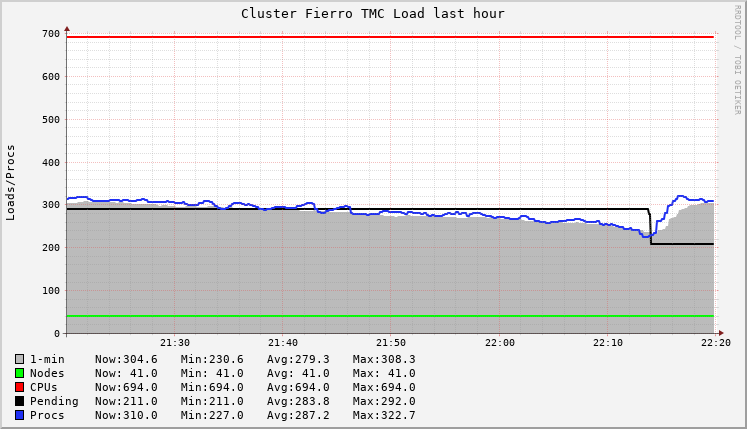 Cluster Fierro TMC Load last hour
RRDTOOL / TOBI OETIKER
Loads/Procs
700
600
500
400
300
200
100
0
21:30 21:40 21:50 22:00 22:10 22:20
1-min Now:304.6 Min:230.6 Avg:279.3 Max:308.3
Nodes Now: 41.0 Min: 41.0 Avg: 41.0 Max: 41.0
CPUs Now:694.0 Min:694.0 Avg:694.0 Max:694.0
Pending Now:211.0 Min:211.0 Avg:283.8 Max:292.0
Procs Now:310.0 Min:227.0 Avg:287.2 Max:322.7